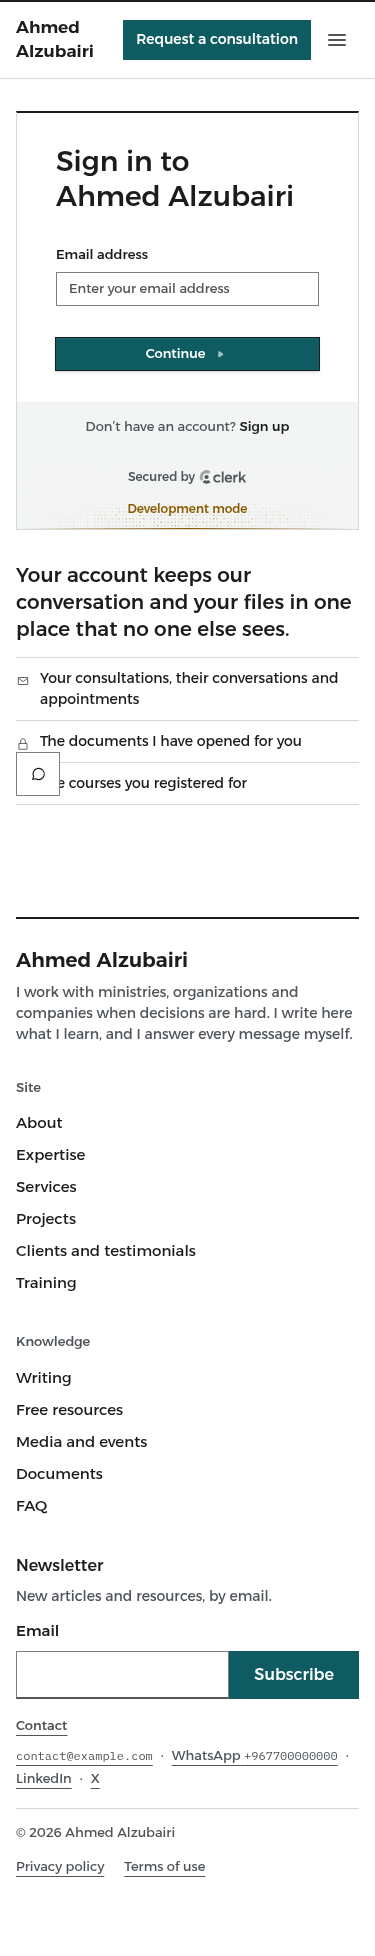 Ahmed
Alzubairi
Request a consultation
Sign in to
Ahmed Alzubairi
Email address
Enter your email address
Continue
Don’t have an account? Sign up
Secured by clerk
Development mode
Your account keeps our
conversation and your files in one
place that no one else sees.
Your consultations, their conversations and
appointments
The documents I have opened for you
courses you registered for
Ahmed Alzubairi
I work with ministries, organizations and
companies when decisions are hard. I write here
what I learn, and I answer every message myself.
Site
About
Expertise
Services
Projects
Clients and testimonials
Training
Knowledge
Writing
Free resources
Media and events
Documents
FAQ
Newsletter
New articles and resources, by email.
Email
Subscribe
Contact
contact@example.com · WhatsApp +967700000000 ·
LinkedIn · X
© 2026 Ahmed Alzubairi
Privacy policy Terms of use